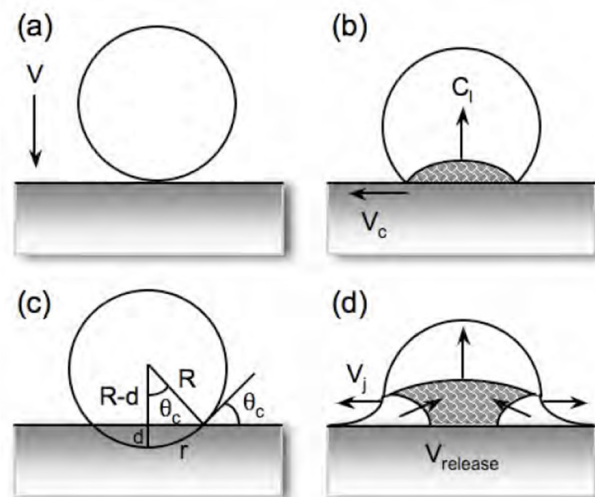 (a)
V
(b)
C_l
V_c
(c)
R-d
R
θ_c
θ_c
d
r
(d)
V_j
V_release